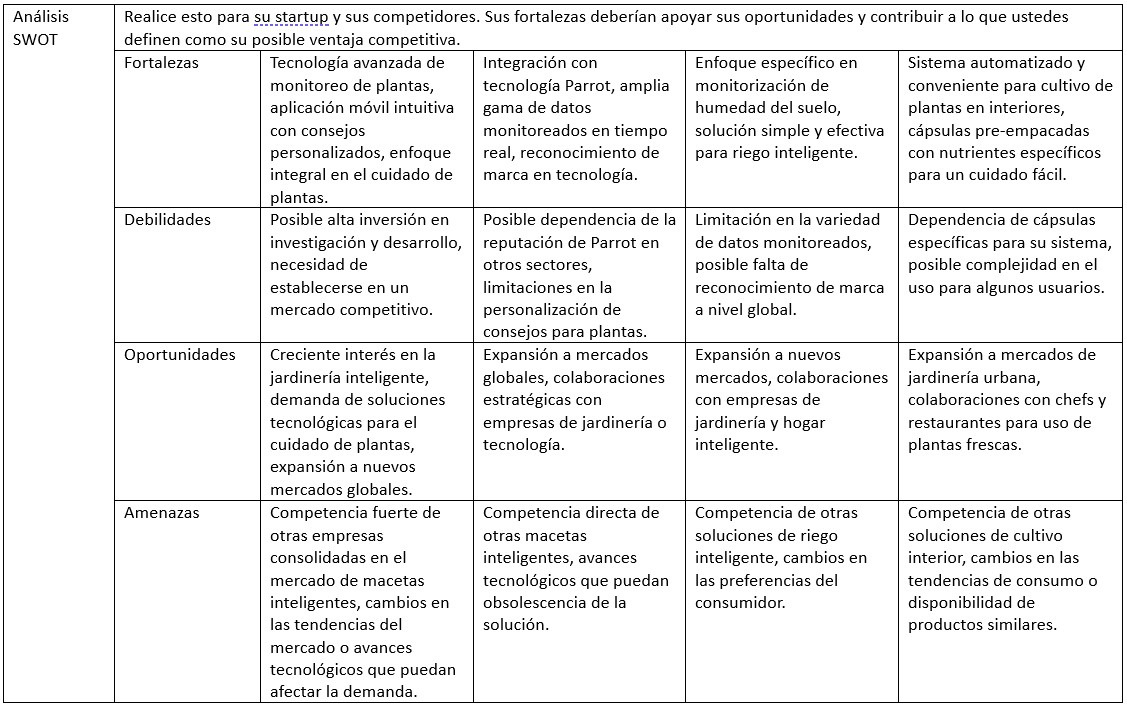 Análisis
SWOT
Realice esto para su startup y sus competidores. Sus fortalezas deberían apoyar sus oportunidades y contribuir a lo que ustedes
definen como su posible ventaja competitiva.
Fortalezas
Tecnología avanzada de
monitoreo de plantas,
aplicación móvil intuitiva
con consejos
personalizados, enfoque
integral en el cuidado de
plantas.
Integración con
tecnología Parrot, amplia
gama de datos
monitoreados en tiempo
real, reconocimiento de
marca en tecnología.
Enfoque específico en
monitorización de
humedad del suelo,
solución simple y efectiva
para riego inteligente.
Sistema automatizado y
conveniente para cultivo de
plantas en interiores,
cápsulas pre-empacadas
con nutrientes específicos
para un cuidado fácil.
Debilidades
Posible alta inversión en
investigación y desarrollo,
necesidad de
establecerse en un
mercado competitivo.
Posible dependencia de la
reputación de Parrot en
otros sectores,
limitaciones en la
personalización de
consejos para plantas.
Limitación en la variedad
de datos monitoreados,
posible falta de
reconocimiento de marca
a nivel global.
Dependencia de cápsulas
específicas para su sistema,
posible complejidad en el
uso para algunos usuarios.
Oportunidades
Creciente interés en la
jardinería inteligente,
demanda de soluciones
tecnológicas para el
cuidado de plantas,
expansión a nuevos
mercados globales.
Expansión a mercados
globales, colaboraciones
estratégicas con
empresas de jardinería o
tecnología.
Expansión a nuevos
mercados, colaboraciones
con empresas de
jardinería y hogar
inteligente.
Expansión a mercados de
jardinería urbana,
colaboraciones con chefs y
restaurantes para uso de
plantas frescas.
Amenazas
Competencia fuerte de
otras empresas
consolidadas en el
mercado de macetas
inteligentes, cambios en
las tendencias del
mercado o avances
tecnológicos que puedan
afectar la demanda.
Competencia directa de
otras macetas
inteligentes, avances
tecnológicos que puedan
obsolescencia de la
solución.
Competencia de otras
soluciones de riego
inteligente, cambios en
las preferencias del
consumidor.
Competencia de otras
soluciones de cultivo
interior, cambios en las
tendencias de consumo o
disponibilidad de
productos similares.